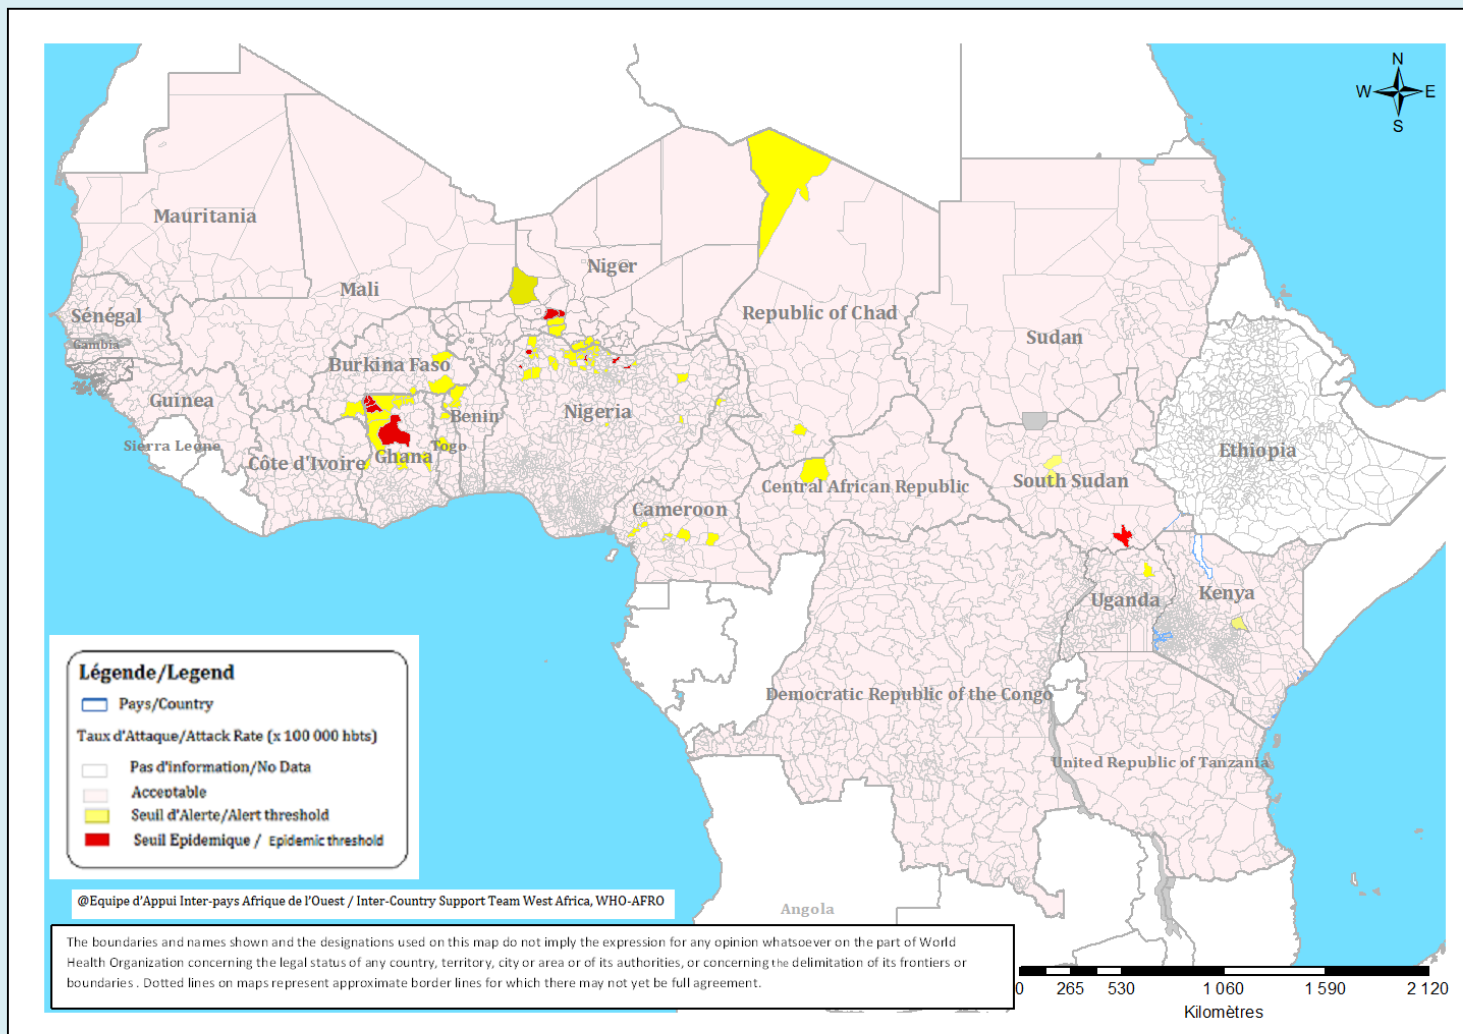 N
W E
S
Mauritania
Mali
Niger
Sénégal
Gambia
Republic of Chad
Sudan
Burkina Faso
Guinea
Benin
Nigeria
Sierra Leone
Côte d'Ivoire
Ghana
Togo
Ethiopia
South Sudan
Central African Republic
Cameroon
Uganda
Kenya
Democratic Republic of the Congo
United Republic of Tanzania
Angola
Légende/Legend
Pays/Country
Taux d'Attaque/Attack Rate (x 100 000 hbts)
Pas d'information/No Data
Acceptable
Seuil d'Alerte/Alert threshold
Seuil Epidemique / Epidemic threshold
@Equipe d'Appui Inter-pays Afrique de l'Ouest / Inter-Country Support Team West Africa, WHO-AFRO
The boundaries and names shown and the designations used on this map do not imply the expression for any opinion whatsoever on the part of World
Health Organization concerning the legal status of any country, territory, city or area or of its authorities, or concerning the delimitation of its frontiers or
boundaries . Dotted lines on maps represent approximate border lines for which there may not yet be full agreement.
0 265 530 1 060 1 590 2 120
Kilomètres